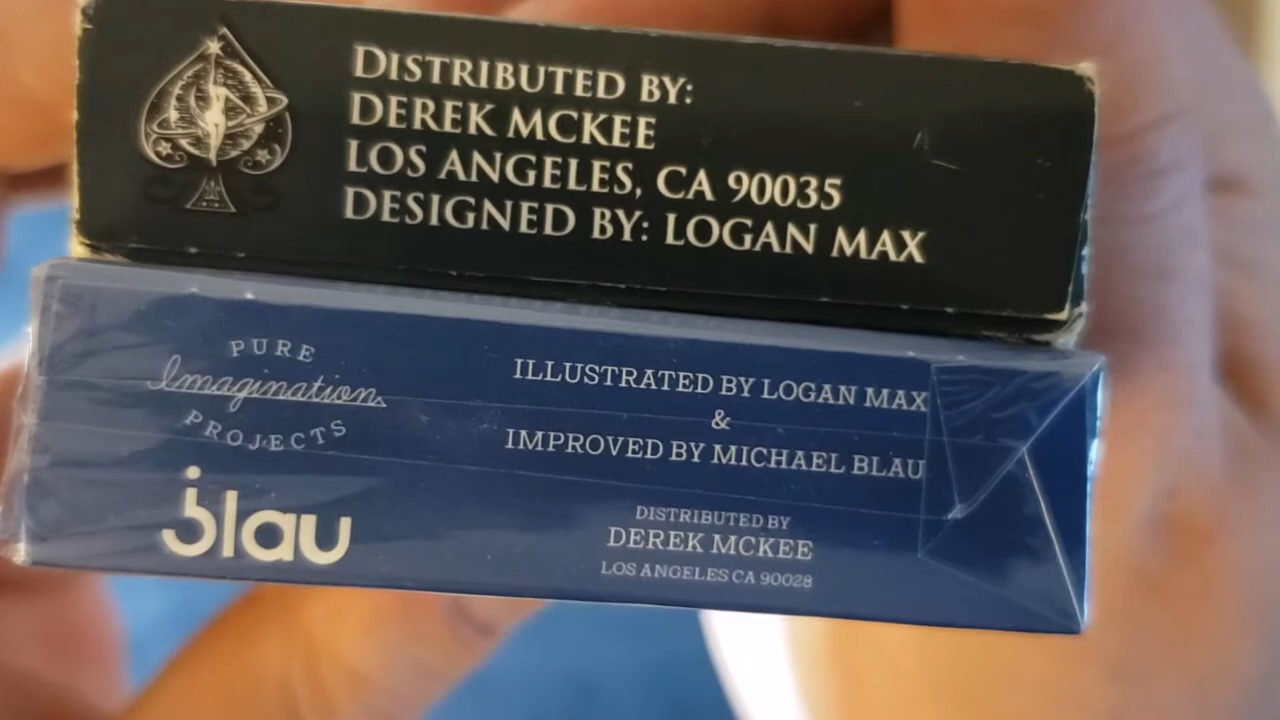 DISTRIBUTED BY:
DEREK MCKEE
LOS ANGELES, CA 90035
DESIGNED BY: LOGAN MAX
PURE
Imagination
PROJECTS
blau
ILLUSTRATED BY LOGAN MAX
&
IMPROVED BY MICHAEL BLAU
DISTRIBUTED BY
DEREK MCKEE
LOS ANGELES CA 90028